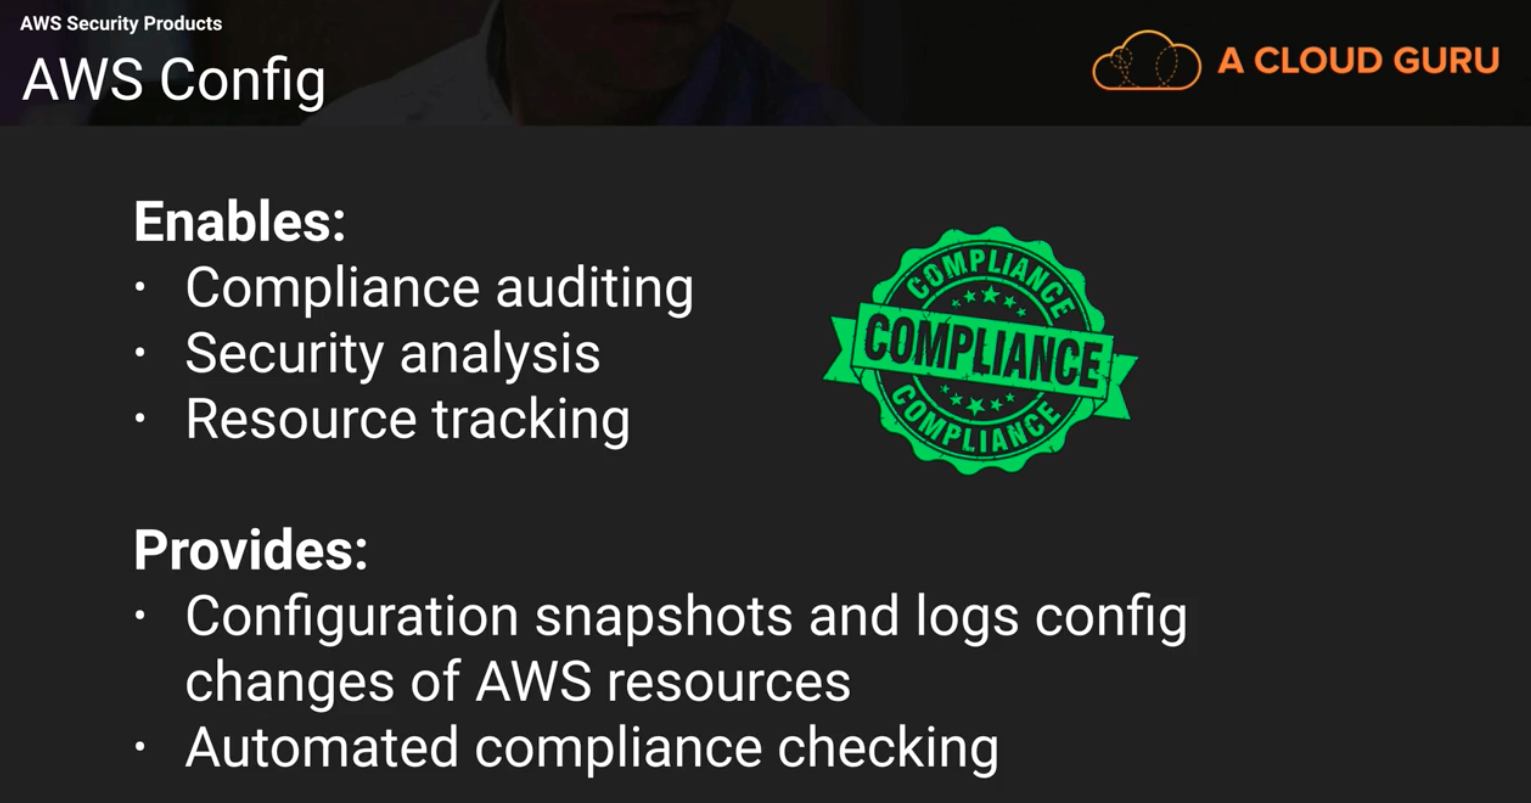 AWS Security Products
AWS Config
A CLOUD GURU
Enables:
• Compliance auditing
• Security analysis
• Resource tracking
COMPLIANCE
COMPLIANCE
COMPLIANCE
Provides:
• Configuration snapshots and logs config
changes of AWS resources
• Automated compliance checking